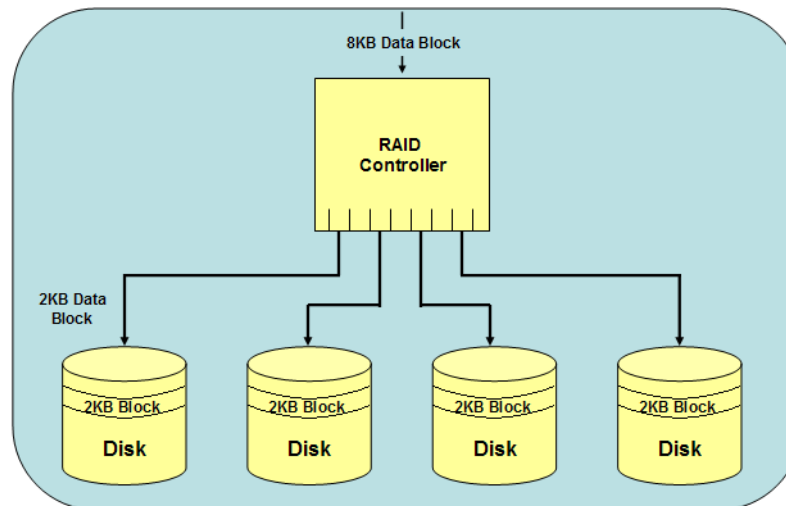 8KB Data Block
RAID
Controller
2KB Data
Block
2KB Block
2KB Block
2KB Block
2KB Block
Disk
Disk
Disk
Disk